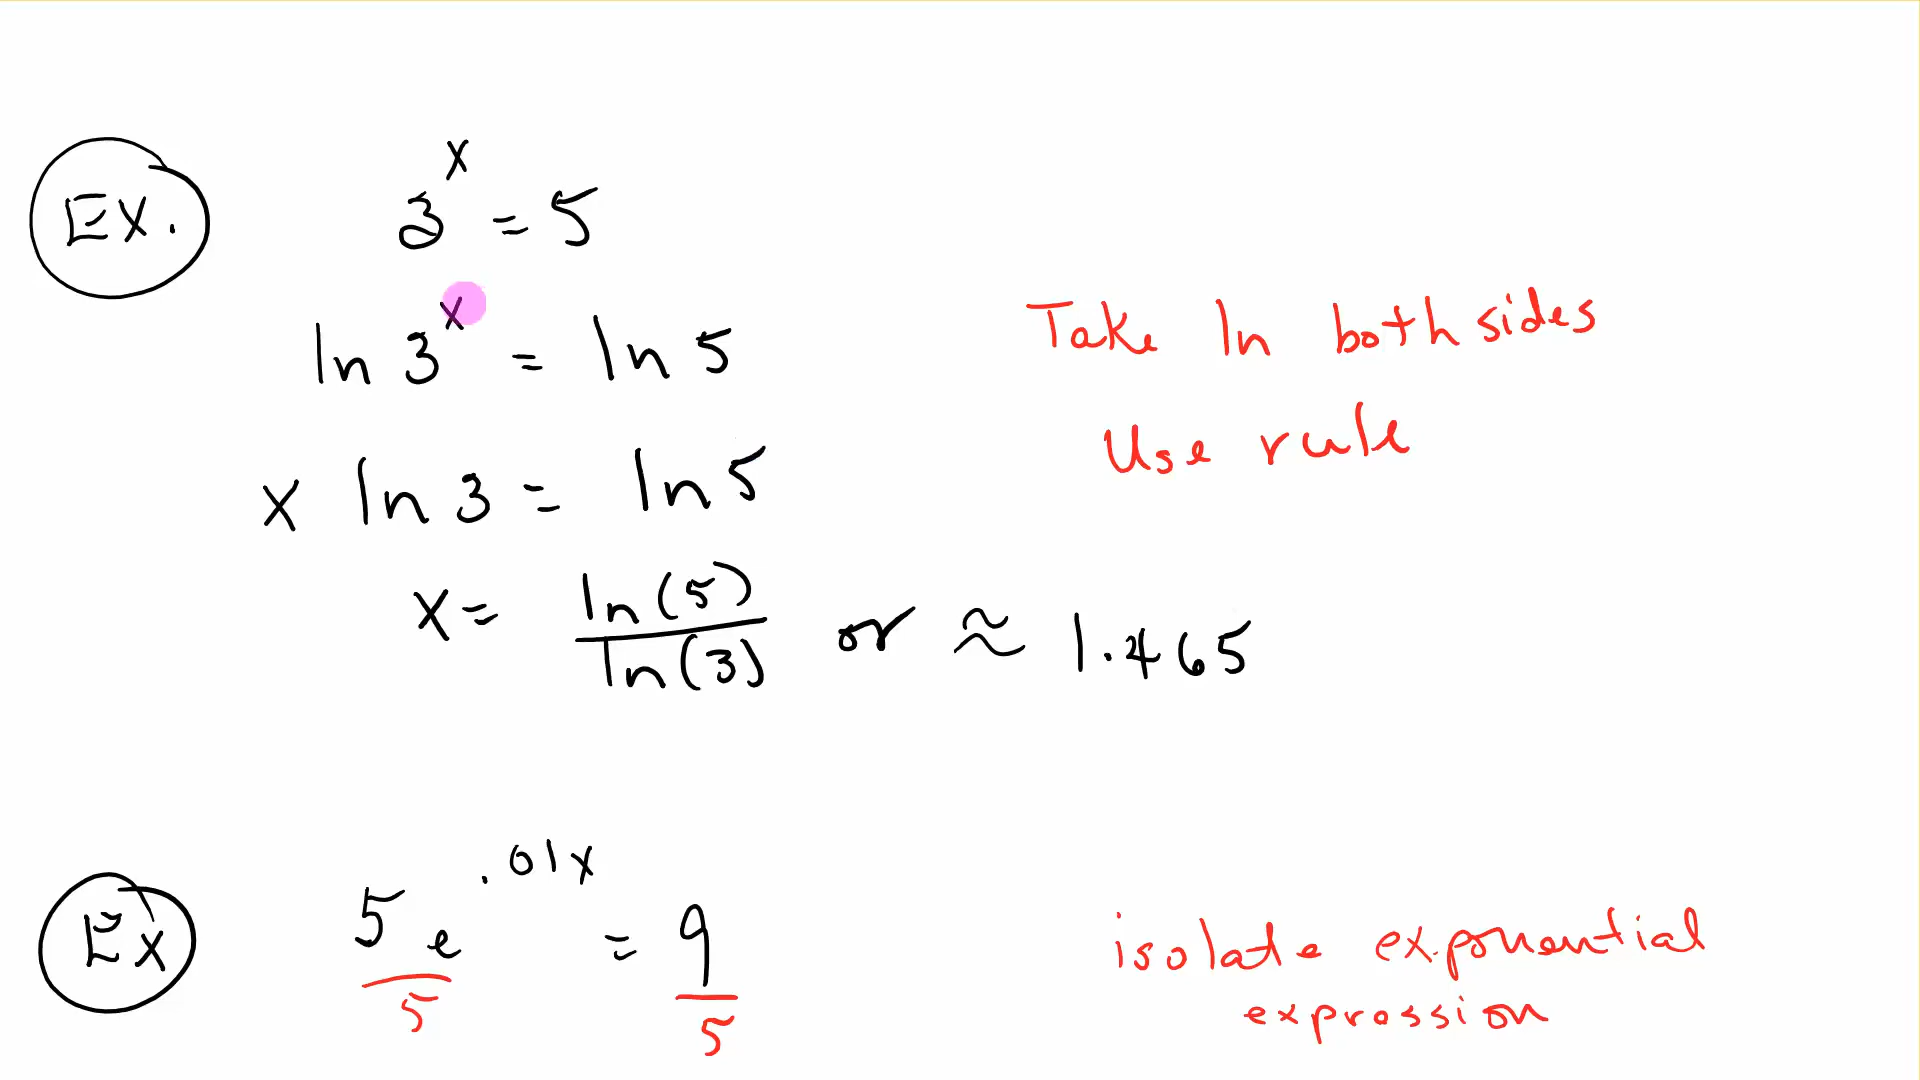 Ex. 3^x = 5
ln 3^x = ln 5 Take ln both sides
x ln 3 = ln 5 Use rule
x = ln(5)/ln(3) or ≈ 1.465
Ex 5e^.01x = 9 isolate exponential
5 5 expression